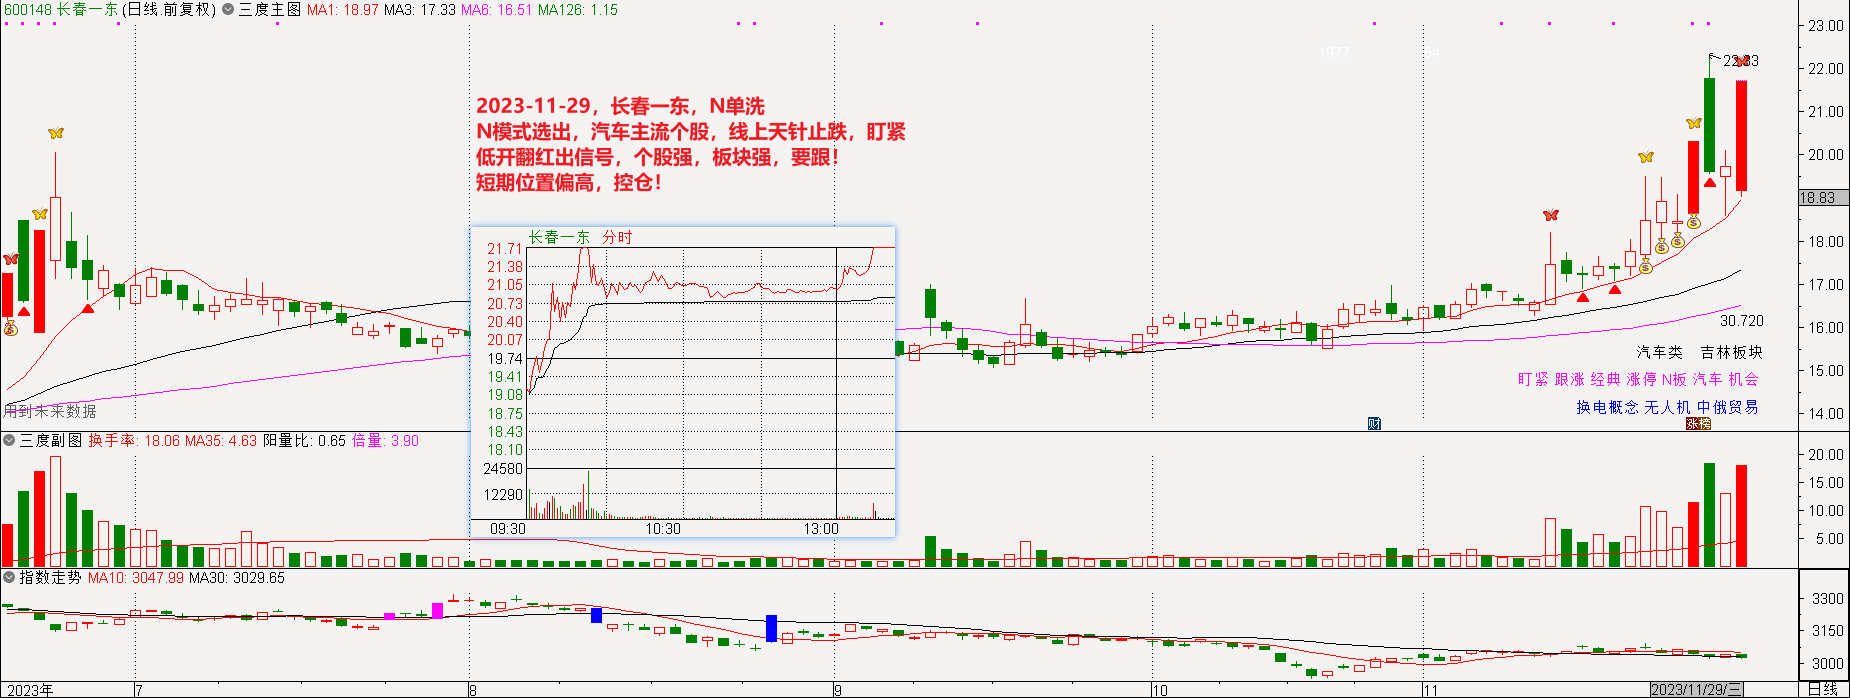 600148 长春一东(日线.前复权) 三度主图 MA1: 18.97 MA3: 17.33 MA6: 16.51 MA126: 1.15
23.00
22.00
21.00
20.00
18.83
18.00
17.00
16.00
15.00
14.00
1977
54
2023-11-29，长春一东，N单洗
N模式选出，汽车主流个股，线上天针止跌，盯紧
低开翻红出信号，个股强，板块强，要跟！
短期位置偏高，控仓！
长春一东 分时
21.71
21.38
21.05
20.73
20.40
20.07
19.74
19.41
19.08
18.75
18.43
18.10
24580
12290
09:30 10:30 13:00
30.720
汽车类 吉林板块
盯紧 跟涨 经典 涨停 N板 汽车 机会
换电概念 无人机 中俄贸易
财
涨榜
用到未来数据
三度副图 换手率: 18.06 MA35: 4.63 阳量比: 0.65 倍量: 3.90
20.00
15.00
10.00
5.00
指数走势 MA10: 3047.99 MA30: 3029.65
3300
3150
3000
2023年 7 8 9 10 11 2023/11/29/三 日线